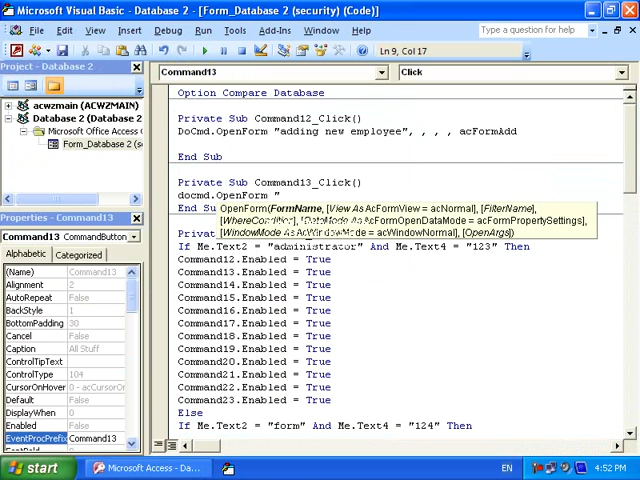 Microsoft Visual Basic - Database 2 - [Form_Database 2 (security) (Code)]
File Edit View Insert Debug Run Tools Add-Ins Window Help
Type a question for help
Ln 9, Col 17
Project - Database 2
acwzmain (ACWZMAIN)
Database 2 (Database 2
Microsoft Office Access C
Form_Database 2 (se
Properties - Command13
Command13 CommandButton
Alphabetic Categorized
(Name) Command13
Alignment 2
AutoRepeat False
BackStyle 1
BottomPadding 30
Cancel False
Caption All Stuff
ControlTipText
ControlType 104
CursorOnHover 0 - acCursorOn
Default False
DisplayWhen 0
Enabled False
EventProcPrefix Command13
Command13 Click
Option Compare Database
Private Sub Command12_Click()
DoCmd.OpenForm "adding new employee", , , , acFormAdd
End Sub
Private Sub Command13_Click()
docmd.OpenForm "
End Su
OpenForm(FormName, [View As AcFormView = acNormal], [FilterName],
[WhereCondition], [DataMode As AcFormOpenDataMode = acFormPropertySettings],
[WindowMode As AcWindowMode = acWindowNormal], [OpenArgs])
Privat
If Me.Text2 = "administrator" And Me.Text4 = "123" Then
Command12.Enabled = True
Command13.Enabled = True
Command14.Enabled = True
Command15.Enabled = True
Command16.Enabled = True
Command17.Enabled = True
Command18.Enabled = True
Command19.Enabled = True
Command20.Enabled = True
Command21.Enabled = True
Command22.Enabled = True
Command23.Enabled = True
Else
If Me.Text2 = "form" And Me.Text4 = "124" Then
start
Microsoft Access - Da...
EN
4:52 PM